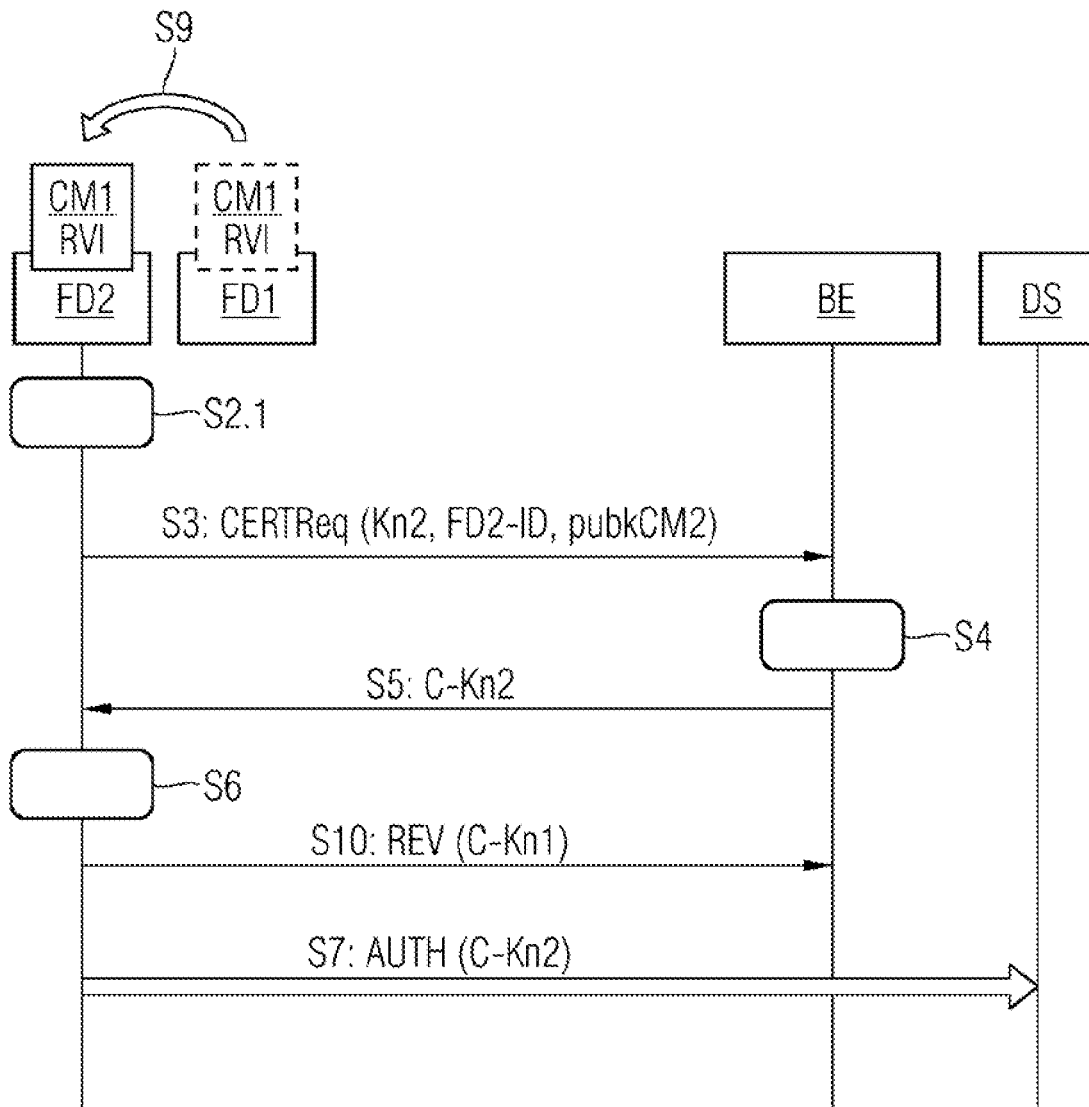 S9
CM1
RVI
CM1
RVI
FD2
FD1
BE
DS
S2.1
S3: CERTReq (Kn2, FD2-ID, pubkCM2)
S4
S5: C-Kn2
S6
S10: REV (C-Kn1)
S7: AUTH (C-Kn2)